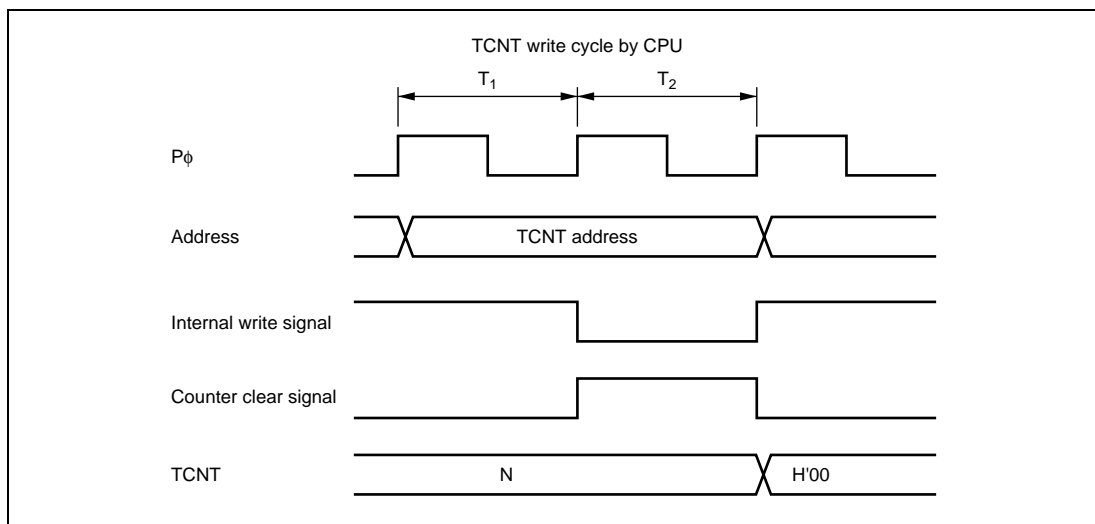 TCNT write cycle by CPU
T1 T2
Pφ
Address TCNT address
Internal write signal
Counter clear signal
TCNT N H'00